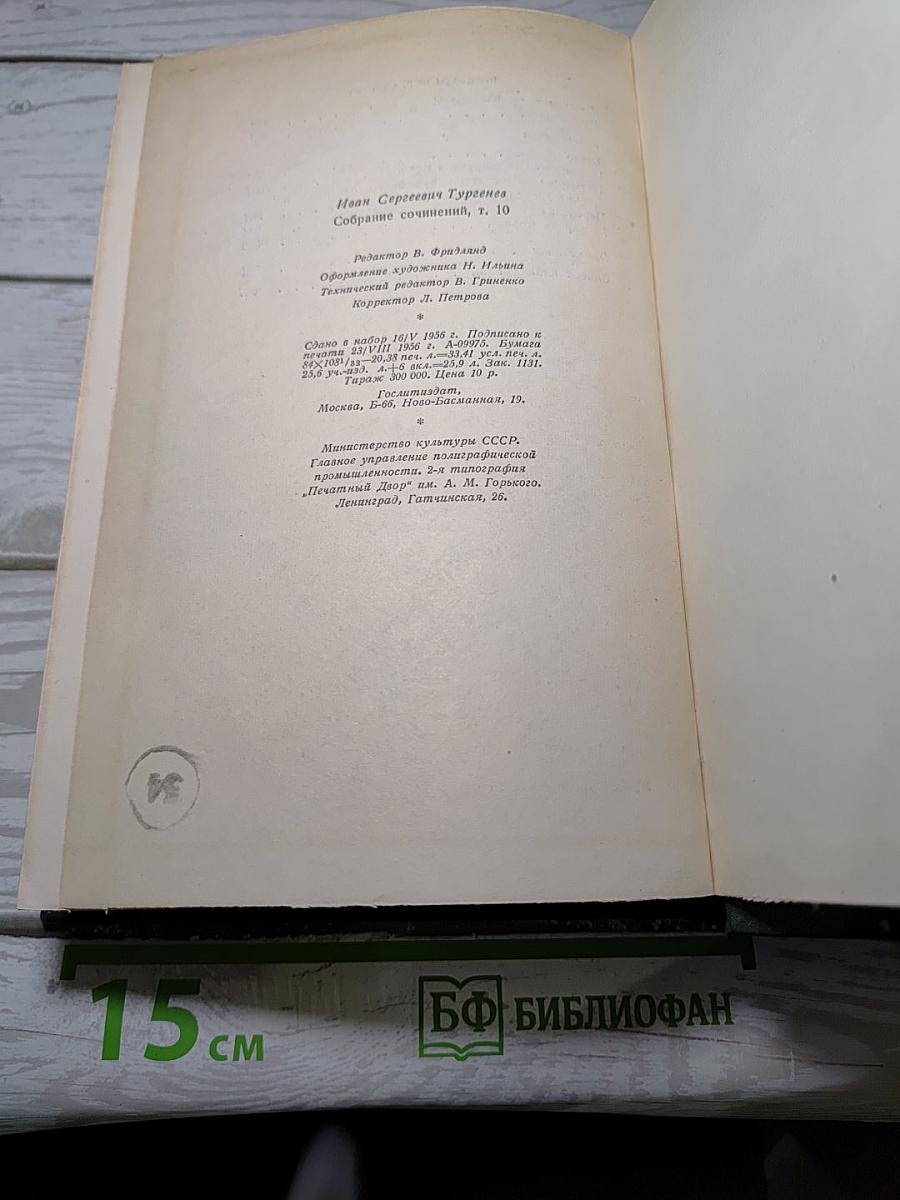 Иван Сергеевич Тургенев
Собрание сочинений, т. 10
Редактор В. Фридлянд
Оформление художника Н. Ильина
Технический редактор В. Гриненко
Корректор Л. Петрова
*
Сдано в набор 16/V 1956 г. Подписано к
печати 23/VIII 1956 г. А-09975. Бумага
84×108¹/₃₂—20,38 печ. л.=33,41 усл. печ. л.
25,6 уч.-изд. л.+6 вкл.=25,9 л. Зак. 1131.
Тираж 300 000. Цена 10 р.
Гослитиздат,
Москва, Б-66, Ново-Басманная, 19.
*
Министерство культуры СССР.
Главное управление полиграфической
промышленности. 2-я типография
„Печатный Двор" им. А. М. Горького.
Ленинград, Гатчинская, 26.
15 см
БФ БИБЛИОФАН